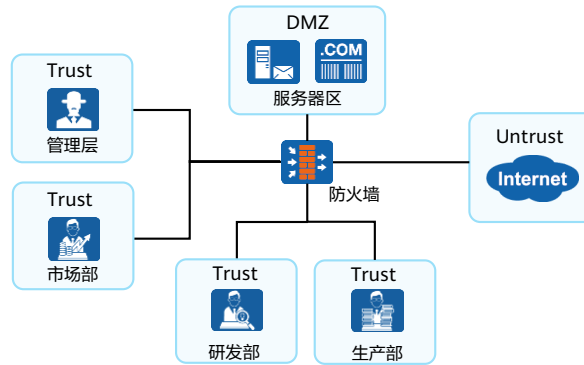 DMZ
.COM
服务器区
Trust
管理层
Untrust
Internet
防火墙
Trust
市场部
Trust
研发部
Trust
生产部